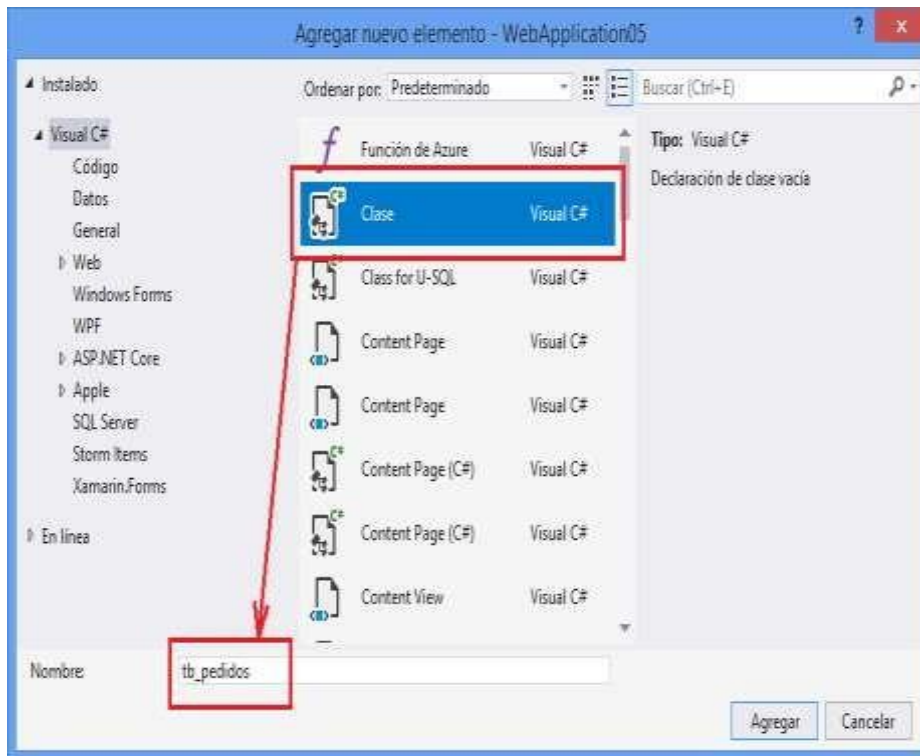 Agregar nuevo elemento - WebApplication05
?
x
Instalado
Visual C#
Código
Datos
General
Web
Windows Forms
WPF
ASP.NET Core
Apple
SQL Server
Storm Items
Xamarin.Forms
En línea
Ordenar por: Predeterminado
Buscar (Ctrl+E)
Función de Azure Visual C#
Clase Visual C#
Class for U-SQL Visual C#
Content Page Visual C#
Content Page Visual C#
Content Page (C#) Visual C#
Content Page (C#) Visual C#
Content View Visual C#
Tipo: Visual C#
Declaración de clase vacía
Nombre: tb_pedidos
Agregar
Cancelar